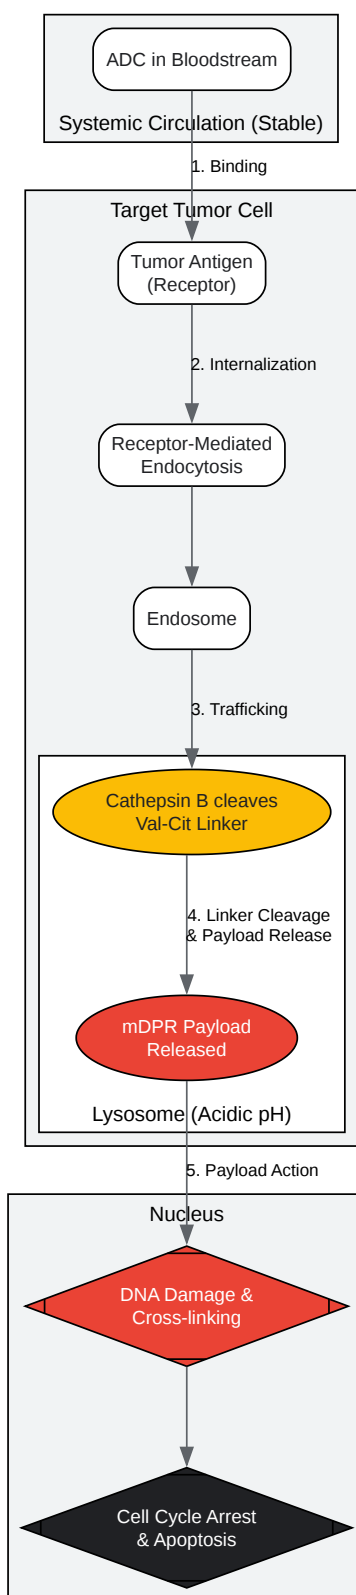 ADC in Bloodstream
Systemic Circulation (Stable)
1. Binding
Target Tumor Cell
Tumor Antigen
(Receptor)
2. Internalization
Receptor-Mediated
Endocytosis
Endosome
3. Trafficking
Cathepsin B cleaves
Val-Cit Linker
4. Linker Cleavage
& Payload Release
mDPR Payload
Released
Lysosome (Acidic pH)
5. Payload Action
Nucleus
DNA Damage &
Cross-linking
Cell Cycle Arrest
& Apoptosis